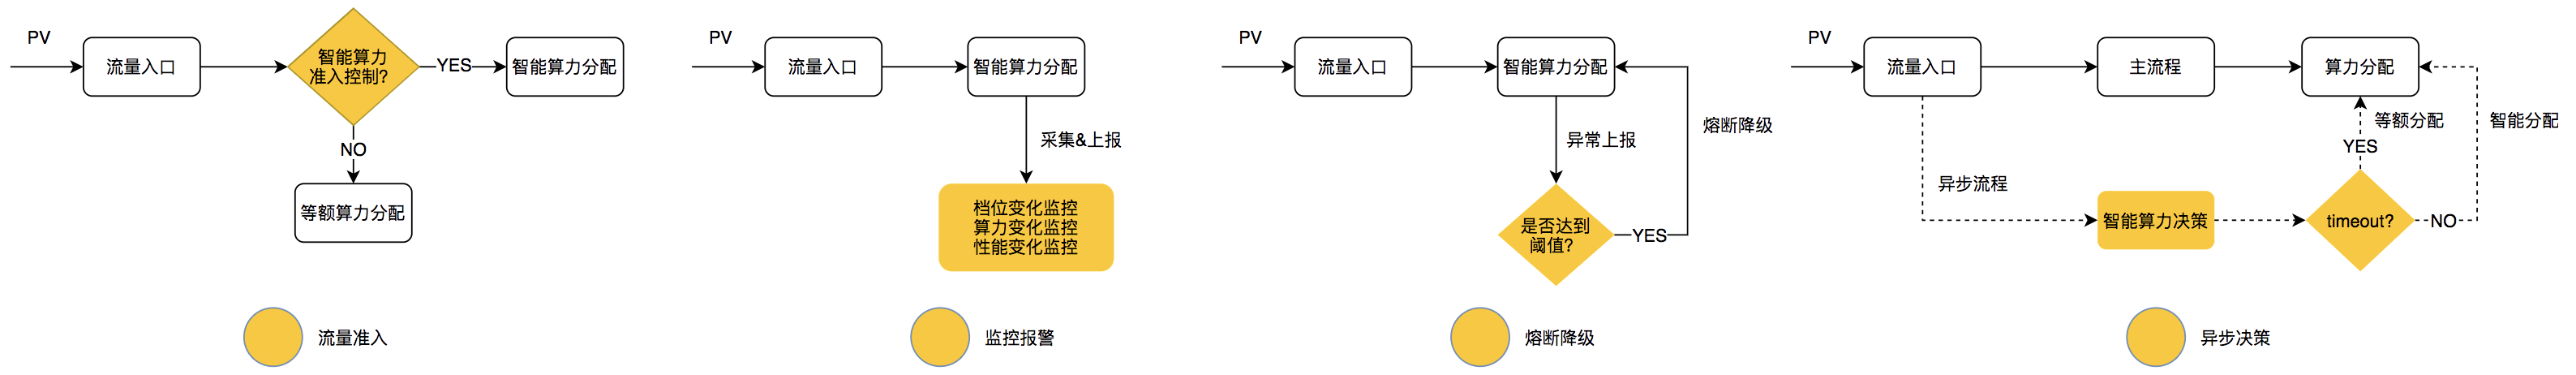 PV
流量入口
智能算力
准入控制?
YES
智能算力分配
NO
等额算力分配
流量准入
PV
流量入口
智能算力分配
采集&上报
档位变化监控
算力变化监控
性能变化监控
监控报警
PV
流量入口
智能算力分配
异常上报
熔断降级
是否达到
阈值?
YES
熔断降级
PV
流量入口
主流程
算力分配
等额分配
智能分配
YES
异步流程
智能算力决策
timeout?
NO
异步决策